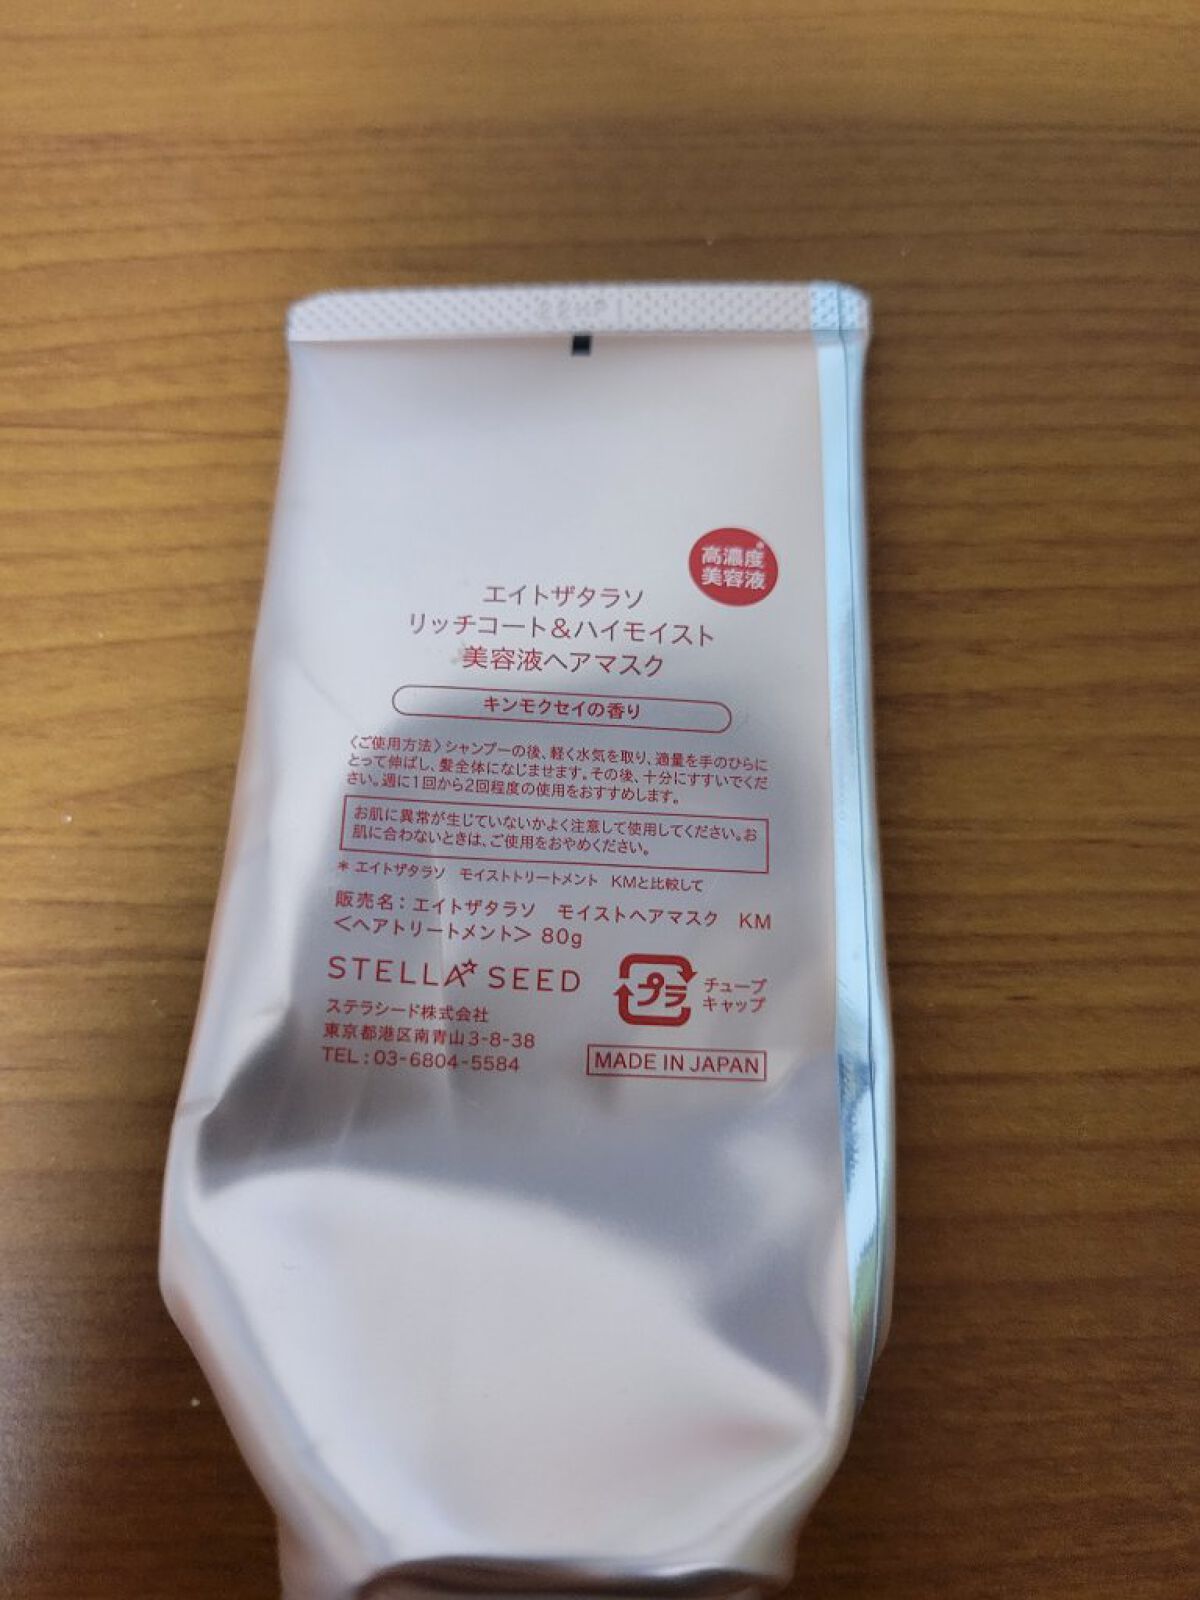 高濃度*
美容液
エイトザタラソ
リッチコート&ハイモイスト
美容液ヘアマスク
キンモクセイの香り
〈ご使用方法〉シャンプーの後、軽く水気を取り、適量を手のひらに
とって伸ばし、髪全体になじませます。その後、十分にすすいでくだ
さい。週に1回から2回程度の使用をおすすめします。
お肌に異常が生じていないかよく注意して使用してください。お
肌に合わないときは、ご使用をおやめください。
* エイトザタラソ モイストトリートメント KMと比較して
販売名：エイトザタラソ モイストヘアマスク KM
<ヘアトリートメント> 80g
STELLA SEED
プラ
チューブ
キャップ
ステラシード株式会社
東京都港区南青山3-8-38
TEL：03-6804-5584
MADE IN JAPAN